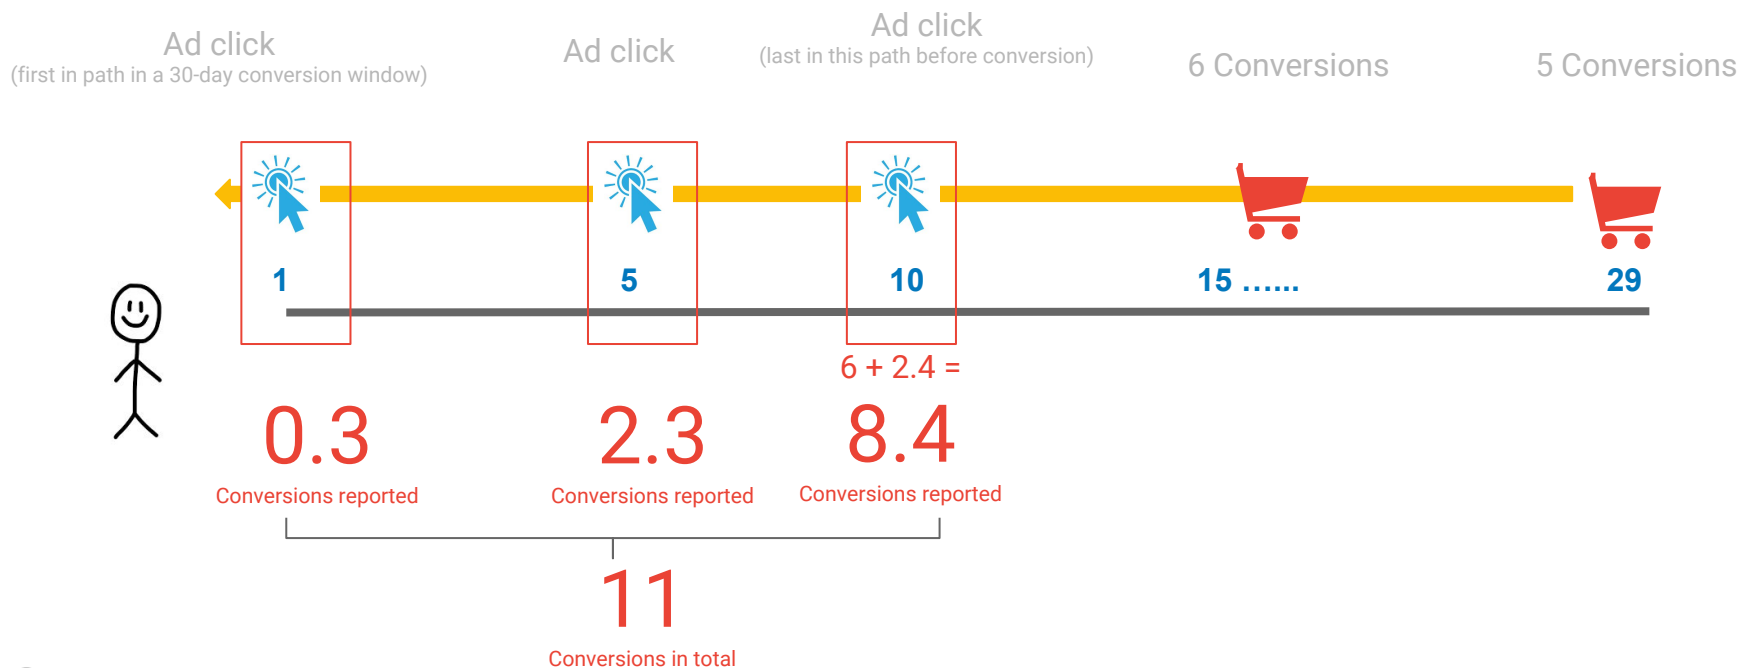 Ad click
(first in path in a 30-day conversion window)
Ad click
Ad click
(last in this path before conversion)
6 Conversions
5 Conversions
1
5
10
15 …...
29
6 + 2.4 =
0.3
2.3
8.4
Conversions reported
Conversions reported
Conversions reported
11
Conversions in total